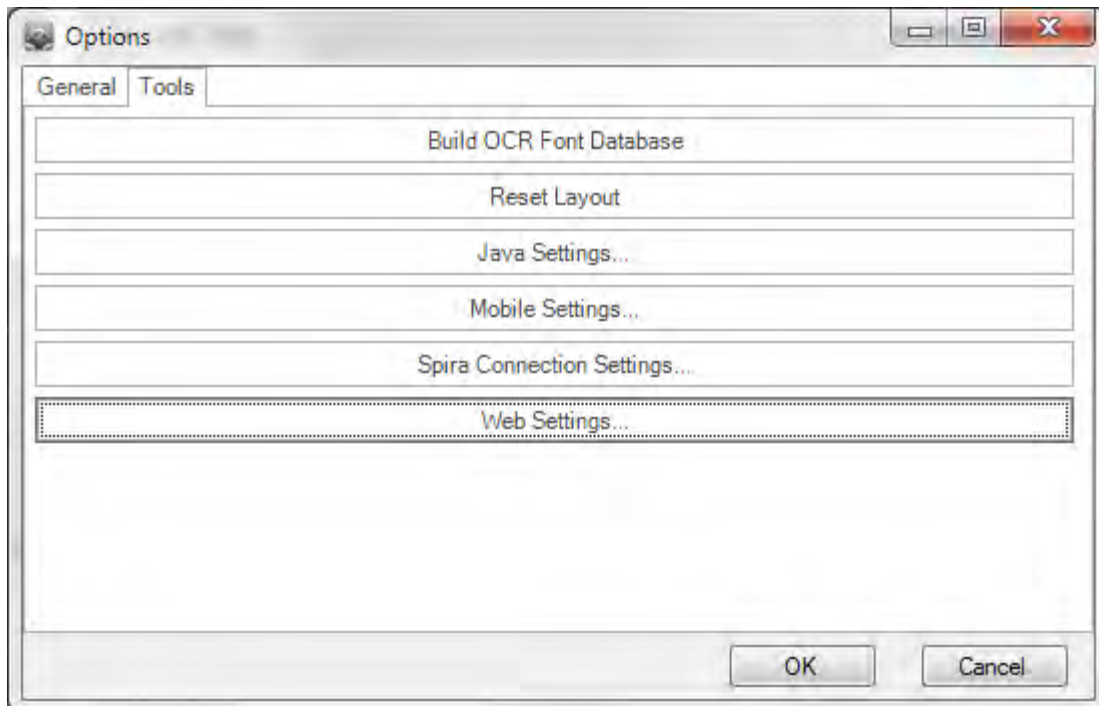 Options
General Tools
Build OCR Font Database
Reset Layout
Java Settings...
Mobile Settings...
Spira Connection Settings...
Web Settings...
OK Cancel